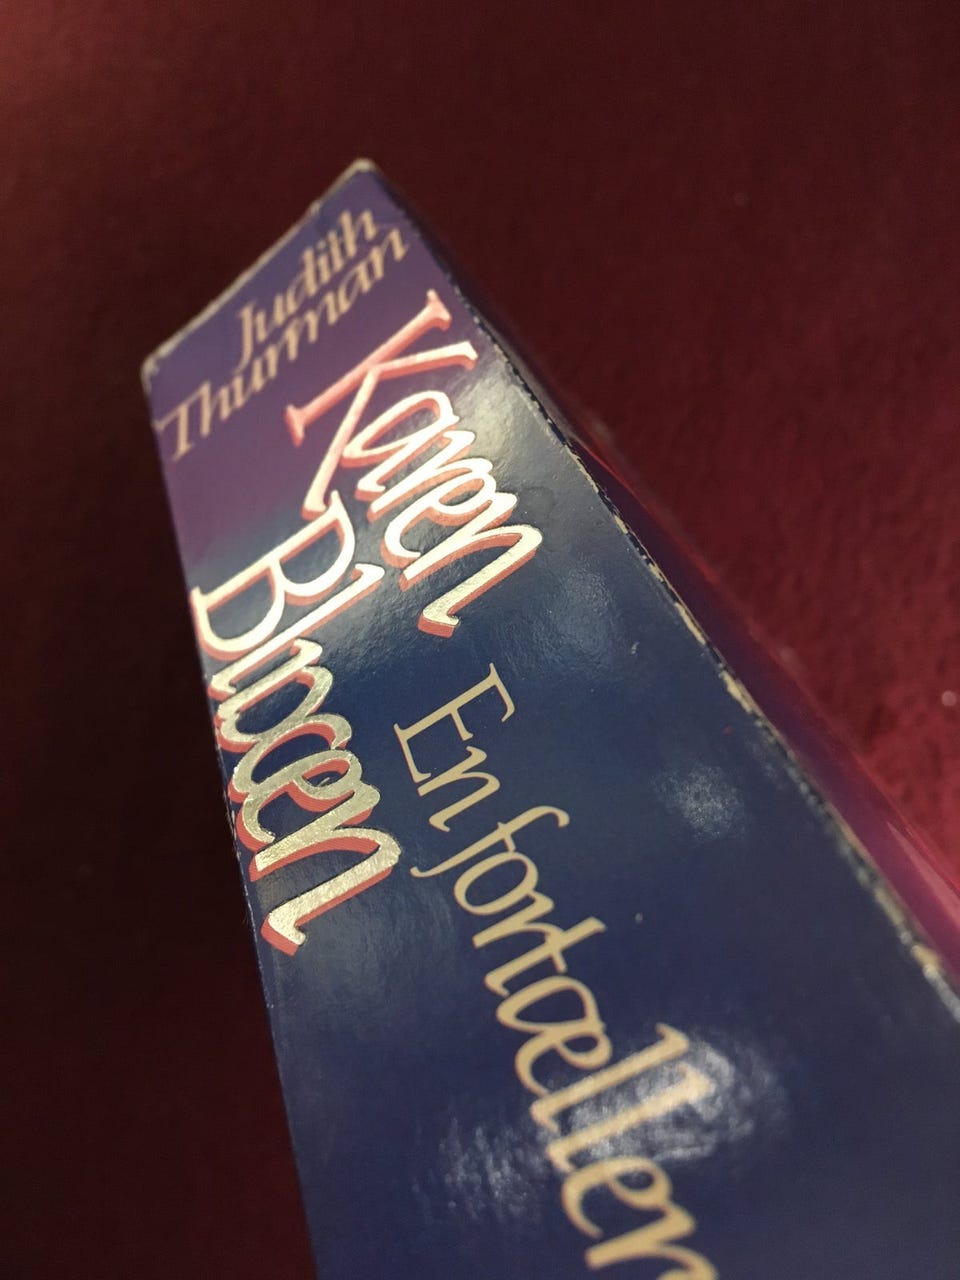 Judith
Thurman
Karen
Blixen
En fortæller